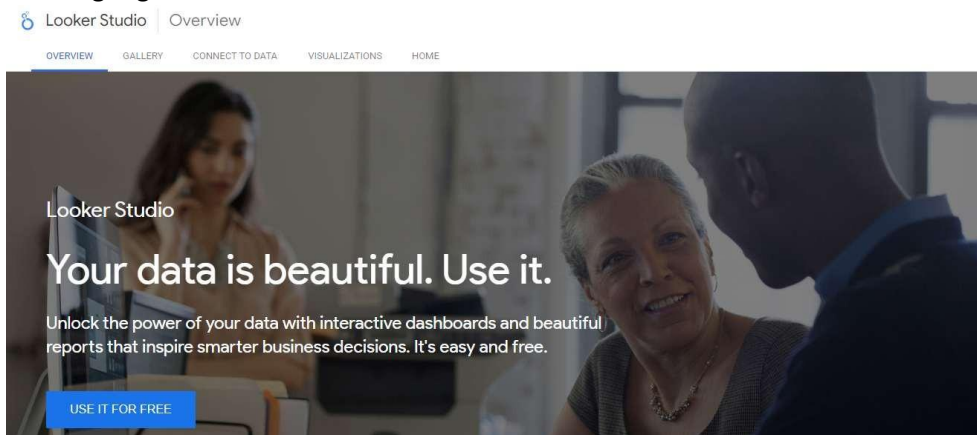 Looker Studio Overview
OVERVIEW GALLERY CONNECT TO DATA VISUALIZATIONS HOME
Looker Studio
Your data is beautiful. Use it.
Unlock the power of your data with interactive dashboards and beautiful
reports that inspire smarter business decisions. It's easy and free.
USE IT FOR FREE